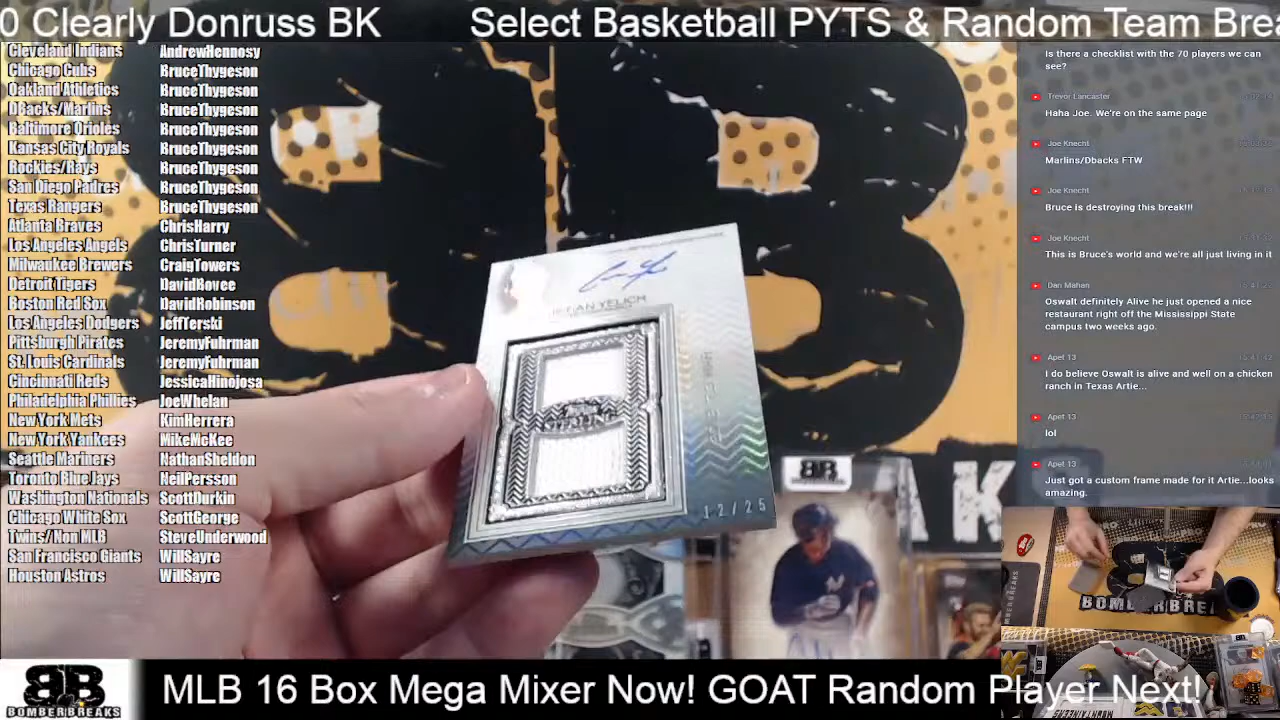 0 Clearly Donruss BK Select Basketball PYTS & Random Team Brea
Cleveland Indians AndrewHennosy
Chicago Cubs BruceThygeson
Oakland Athletics BruceThygeson
DBacks/Marlins BruceThygeson
Baltimore Orioles BruceThygeson
Kansas City Royals BruceThygeson
Rockies/Rays BruceThygeson
San Diego Padres BruceThygeson
Texas Rangers BruceThygeson
Atlanta Braves ChrisHarry
Los Angeles Angels ChrisTurner
Milwaukee Brewers CraigTowers
Detroit Tigers DavidBovee
Boston Red Sox DavidRobinson
Los Angeles Dodgers JeffTerski
Pittsburgh Pirates JeremyFuhrman
St. Louis Cardinals JeremyFuhrman
Cincinnati Reds JessicaHinojosa
Philadelphia Phillies JoeWhelan
New York Mets KimHerrera
New York Yankees MikeMcKee
Seattle Mariners NathanSheldon
Toronto Blue Jays NeilPersson
Washington Nationals ScottDurkin
Chicago White Sox ScottGeorge
Twins/Non MLB SteveUnderwood
San Francisco Giants WillSayre
Houston Astros WillSayre
YELICH
12/25
Is there a checklist with the 70 players we can
see?
Trevor Lancaster
Haha Joe. We're on the same page
Joe Knecht
Marlins/Dbacks FTW
Joe Knecht
Bruce is destroying this break!!!
Joe Knecht
This is Bruce's world and we're all just living in it
Dan Mahan
Oswalt definitely Alive he just opened a nice
restaurant right off the Mississippi State
campus two weeks ago.
Apet 13
I do believe Oswalt is alive and well on a chicken
ranch in Texas Artie...
Apet 13
lol
Apet 13
Just got a custom frame made for it Artie...looks
amazing.
BOMBERBREAKS
MLB 16 Box Mega Mixer Now! GOAT Random Player Next!